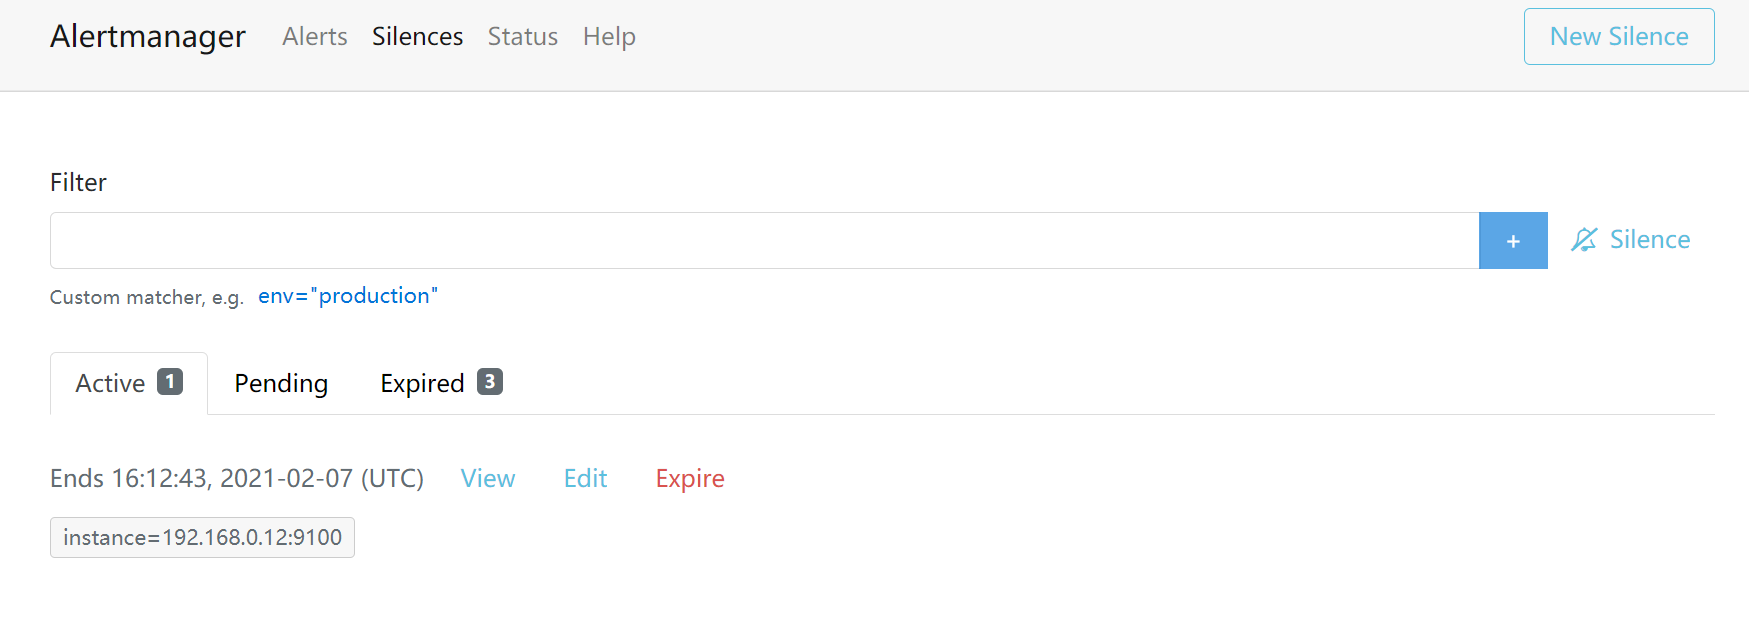 Alertmanager Alerts Silences Status Help New Silence
Filter
+ Silence
Custom matcher, e.g. env="production"
Active 1 Pending Expired 3
Ends 16:12:43, 2021-02-07 (UTC) View Edit Expire
instance=192.168.0.12:9100